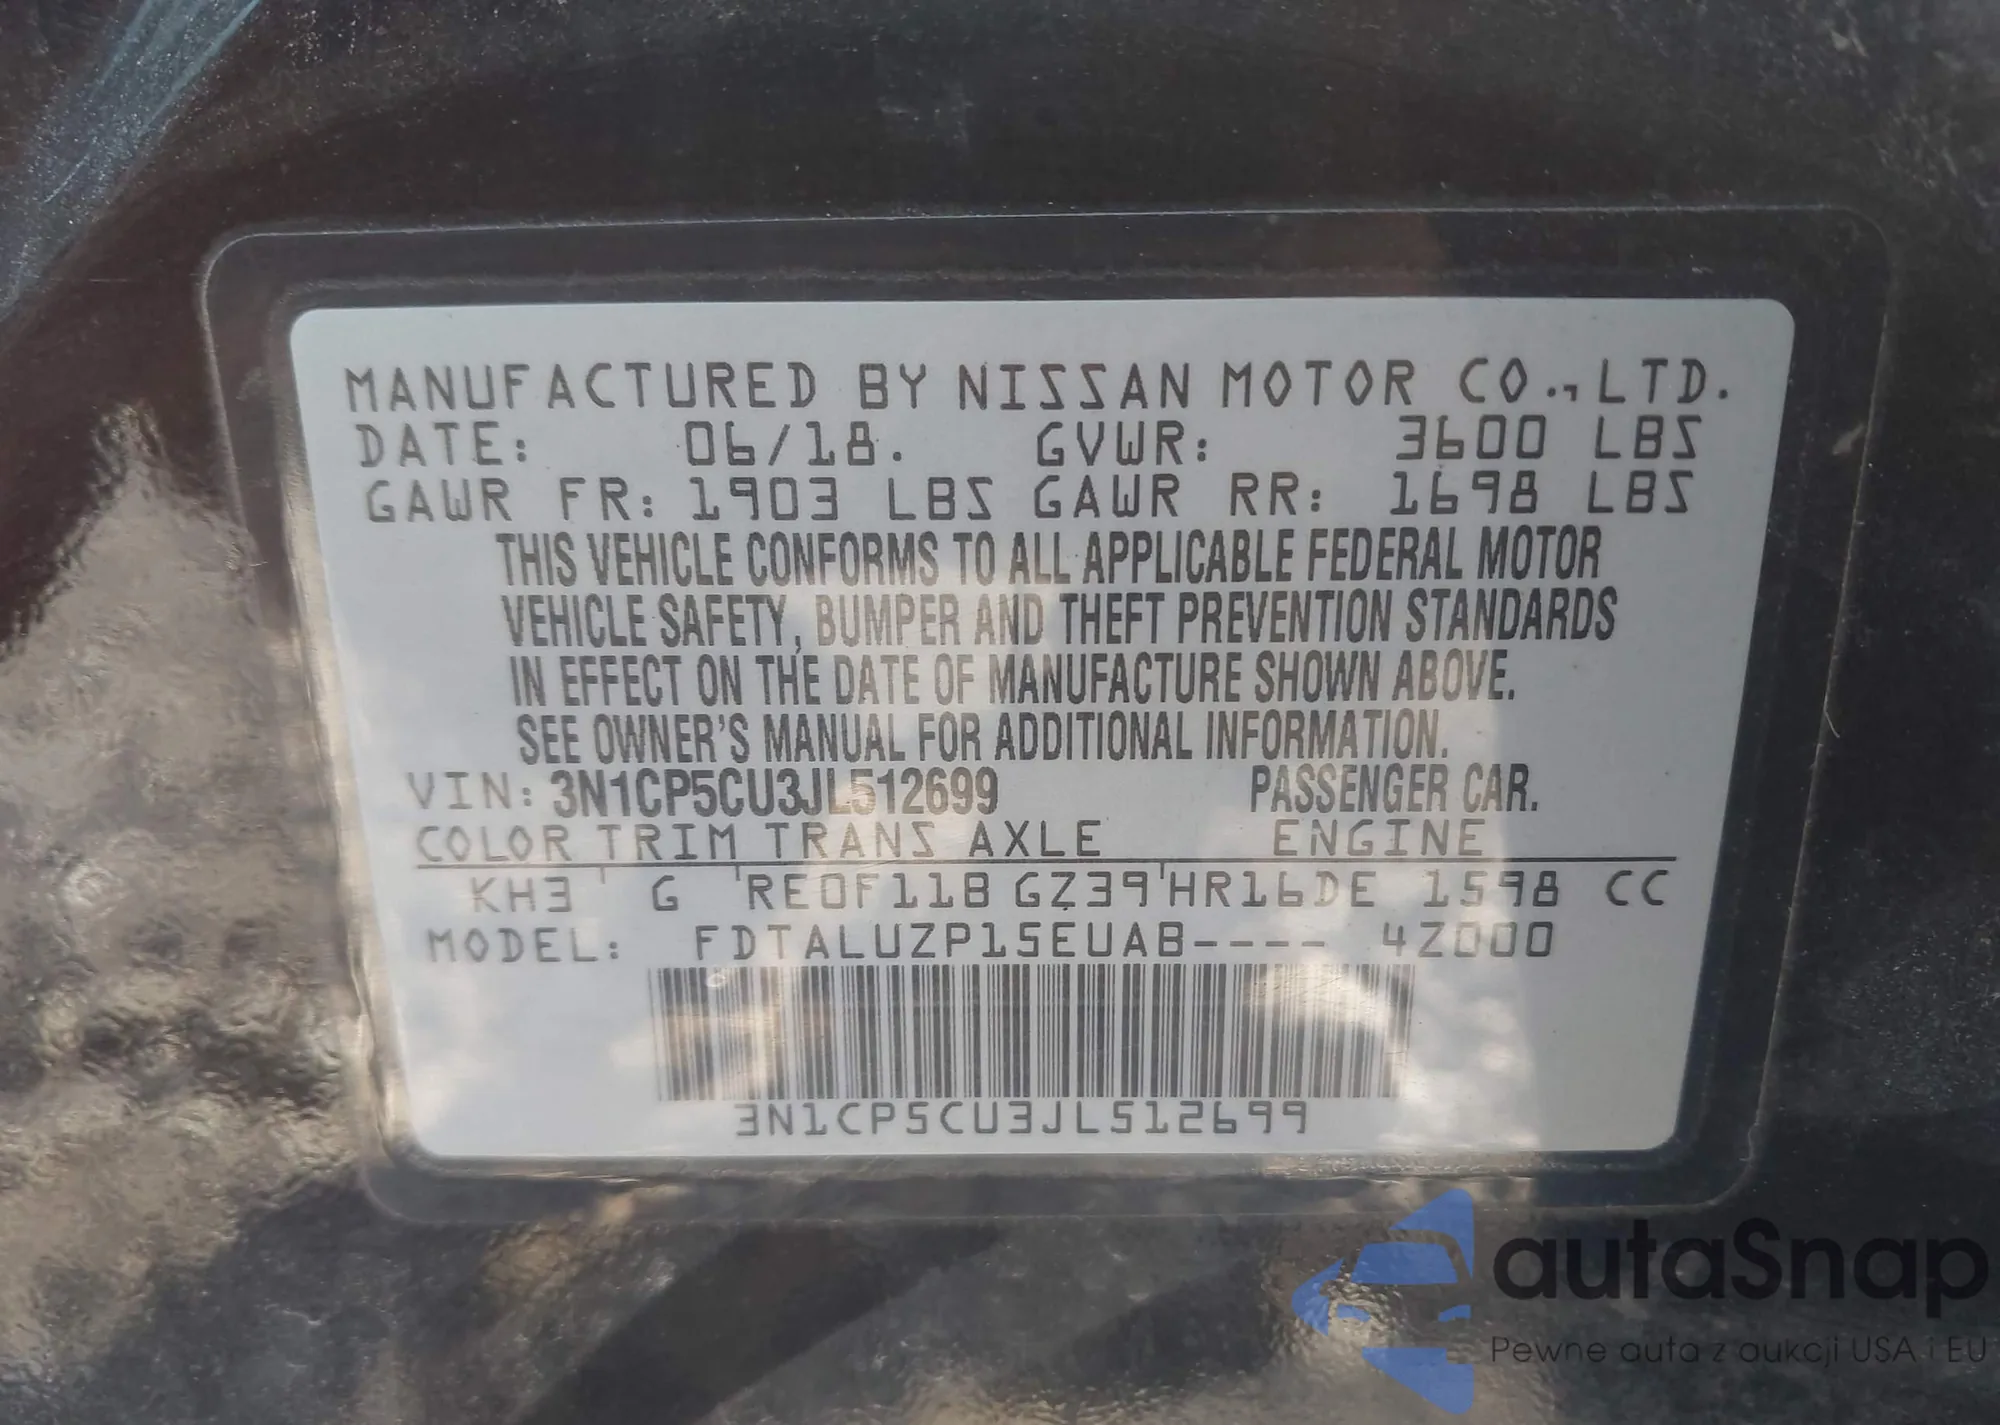 MANUFACTURED BY NISSAN MOTOR CO., LTD.
DATE: 06/18. GVWR: 3600 LBS
GAWR FR: 1903 LBS GAWR RR: 1698 LBS
THIS VEHICLE CONFORMS TO ALL APPLICABLE FEDERAL MOTOR
VEHICLE SAFETY, BUMPER AND THEFT PREVENTION STANDARDS
IN EFFECT ON THE DATE OF MANUFACTURE SHOWN ABOVE.
SEE OWNER'S MANUAL FOR ADDITIONAL INFORMATION.
VIN: 3N1CP5CU3JL512699 PASSENGER CAR.
COLOR TRIM TRANS AXLE ENGINE
KH3 ' G 'RE0F11B GZ39'HR16DE 1598 CC
MODEL: FDTALUZP15EUAB---- 4Z000
3N1CP5CU3JL512699
autaSnap
Pewne auta z aukcji USA i EU